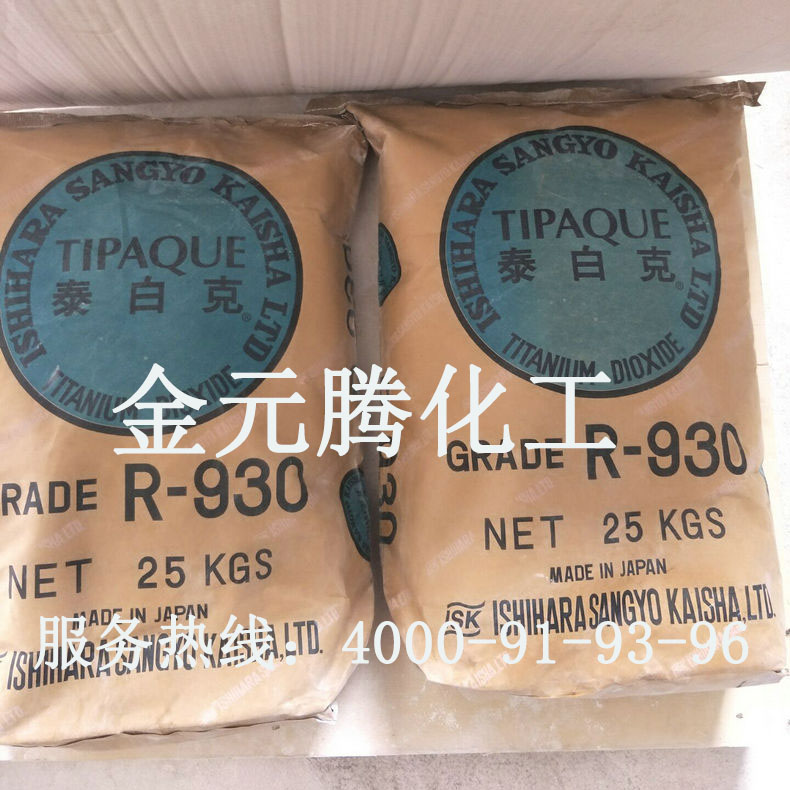 ISHIHARA SANGYO KAISHA LTD
TIPAQUE
泰白克®
TITANIUM DIOXIDE
GRADE R-930
NET 25 KGS
MADE IN JAPAN
ISHIHARA SANGYO KAISHA, LTD.
ISHIHARA SANGYO KAISHA LTD
TIPAQUE
泰白克®
TITANIUM DIOXIDE
GRADE R-930
NET 25 KGS
MADE IN JAPAN
ISK ISHIHARA SANGYO KAISHA, LTD.
金元腾化工
服务热线：4000-91-93-96